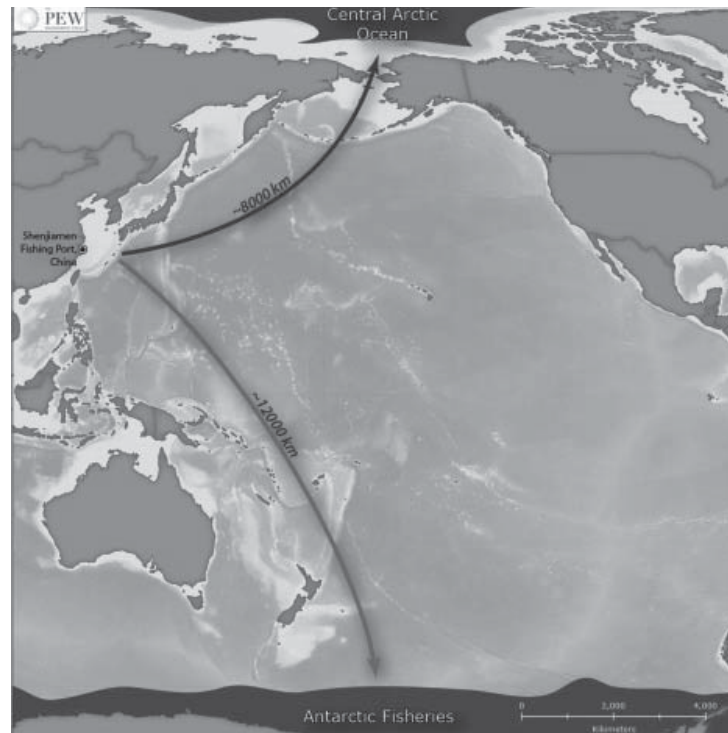 THE
PEW
Central Arctic
Ocean
~8000 km
Shenjiamen
Fishing Port,
China
~12000 km
Antarctic Fisheries
0 2,000 4,000
Kilometers